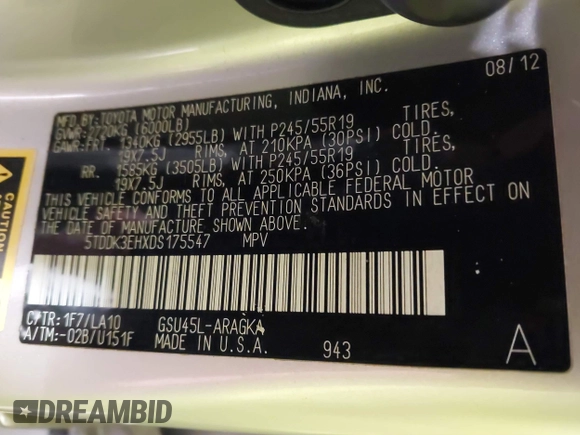 08/12
MFD.BY:TOYOTA MOTOR MANUFACTURING, INDIANA, INC.
GVWR:2720KG (6000LB)
GAWR:FRT. 1340KG (2955LB) WITH P245/55R19 TIRES,
19X7.5J RIMS, AT 210KPA (30PSI) COLD.
RR. 1585KG (3505LB) WITH P245/55R19 TIRES,
19X7.5J RIMS, AT 250KPA (36PSI) COLD.
THIS VEHICLE CONFORMS TO ALL APPLICABLE FEDERAL MOTOR
VEHICLE SAFETY AND THEFT PREVENTION STANDARDS IN EFFECT ON
THE DATE OF MANUFACTURE SHOWN ABOVE.
5TDDK3EHXDS175547 MPV
C/TR:1F7/LA10 GSU45L-ARAGKA
A/TM:-02B/U151F MADE IN U.S.A. 943 A
CAUTION
DREAMBID